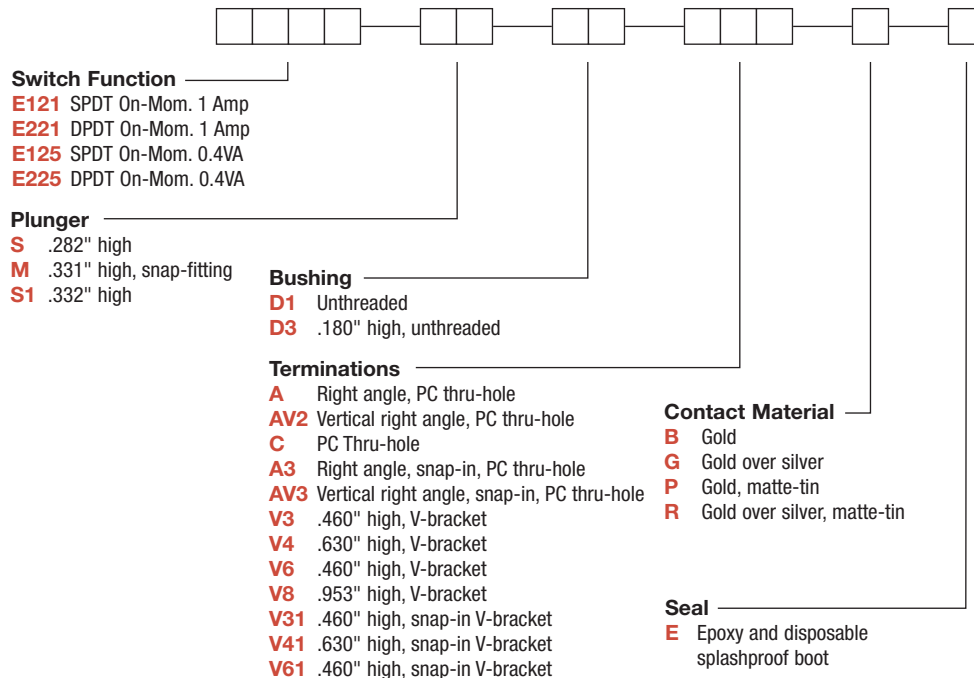 Switch Function
E121 SPDT On-Mom. 1 Amp
E221 DPDT On-Mom. 1 Amp
E125 SPDT On-Mom. 0.4VA
E225 DPDT On-Mom. 0.4VA
Plunger
S .282" high
M .331" high, snap-fitting
S1 .332" high
Bushing
D1 Unthreaded
D3 .180" high, unthreaded
Terminations
A Right angle, PC thru-hole
AV2 Vertical right angle, PC thru-hole
C PC Thru-hole
A3 Right angle, snap-in, PC thru-hole
AV3 Vertical right angle, snap-in, PC thru-hole
V3 .460" high, V-bracket
V4 .630" high, V-bracket
V6 .460" high, V-bracket
V8 .953" high, V-bracket
V31 .460" high, snap-in V-bracket
V41 .630" high, snap-in V-bracket
V61 .460" high, snap-in V-bracket
Contact Material
B Gold
G Gold over silver
P Gold, matte-tin
R Gold over silver, matte-tin
Seal
E Epoxy and disposable
splashproof boot